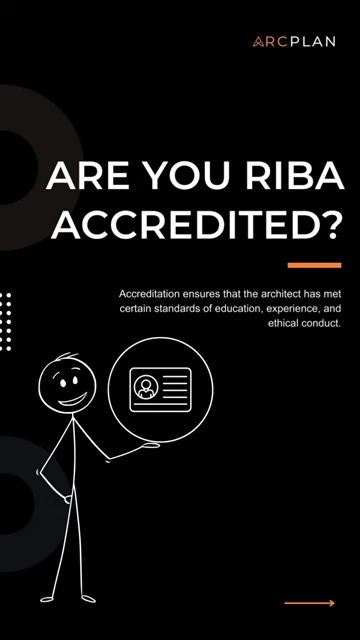 ARCPLAN
ARE YOU RIBA
ACCREDITED?
Accreditation ensures that the architect has met
certain standards of education, experience, and
ethical conduct.